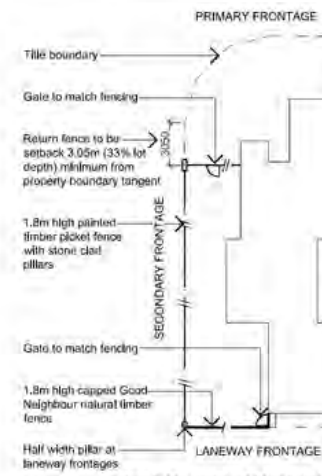 PRIMARY FRONTAGE
Title boundary
Gate to match fencing
Return fence to be
setback 3.05m (33% lot
depth) minimum from
property boundary tangent
3050
1.8m high painted
timber picket fence
with stone clad
pillars
SECONDARY FRONTAGE
Gate to match fencing
1.8m high capped Good
Neighbour natural timber
fence
Half width pillar at
laneway frontages
LANEWAY FRONTAGE